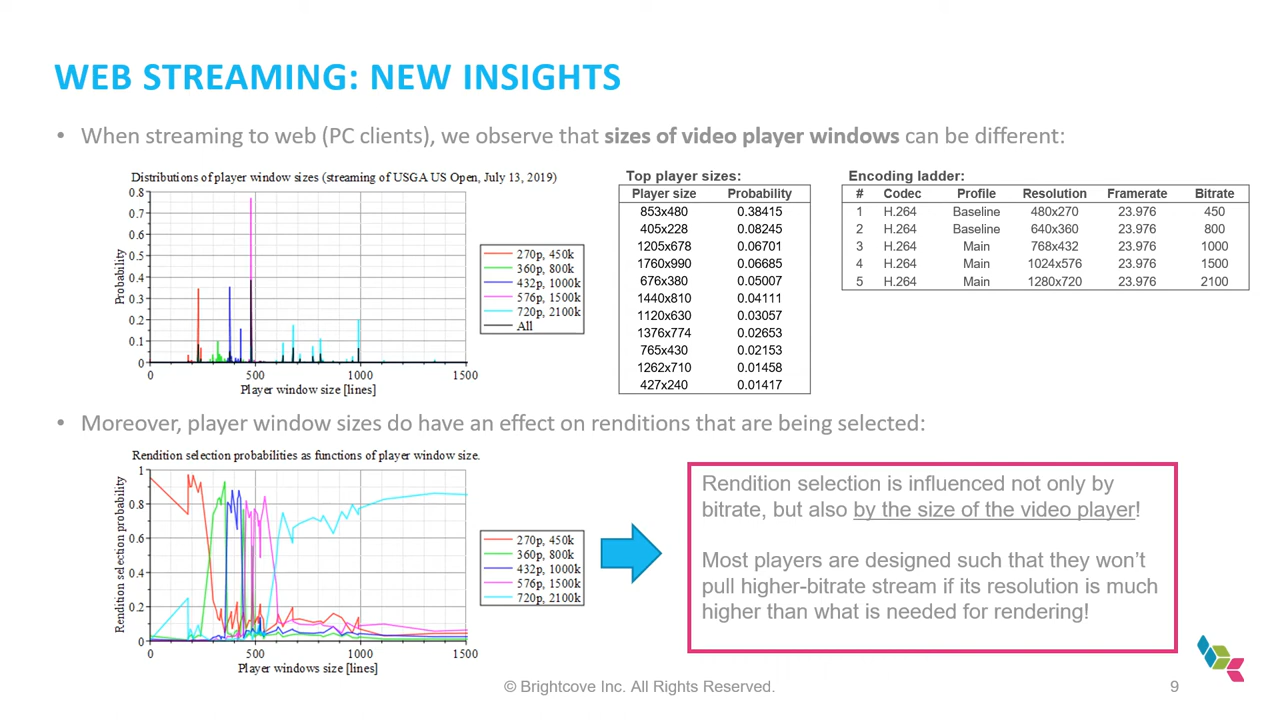 WEB STREAMING: NEW INSIGHTS
• When streaming to web (PC clients), we observe that sizes of video player windows can be different:
Distributions of player window sizes (streaming of USGA US Open, July 13, 2019)
0.8
0.7
0.6
0.5
0.4
0.3
0.2
0.1
0
Probability
0 500 1000 1500
Player window size [lines]
270p, 450k
360p, 800k
432p, 1000k
576p, 1500k
720p, 2100k
All
Top player sizes:
Player size Probability
853x480 0.38415
405x228 0.08245
1205x678 0.06701
1760x990 0.06685
676x380 0.05007
1440x810 0.04111
1120x630 0.03057
1376x774 0.02653
765x430 0.02153
1262x710 0.01458
427x240 0.01417
Encoding ladder:
# Codec Profile Resolution Framerate Bitrate
1 H.264 Baseline 480x270 23.976 450
2 H.264 Baseline 640x360 23.976 800
3 H.264 Main 768x432 23.976 1000
4 H.264 Main 1024x576 23.976 1500
5 H.264 Main 1280x720 23.976 2100
• Moreover, player window sizes do have an effect on renditions that are being selected:
Rendition selection probabilities as functions of player window size.
1
0.8
0.6
0.4
0.2
0
Rendition selection probability
0 500 1000 1500
Player windows size [lines]
270p, 450k
360p, 800k
432p, 1000k
576p, 1500k
720p, 2100k
Rendition selection is influenced not only by
bitrate, but also by the size of the video player!
Most players are designed such that they won't
pull higher-bitrate stream if its resolution is much
higher than what is needed for rendering!
© Brightcove Inc. All Rights Reserved.
9